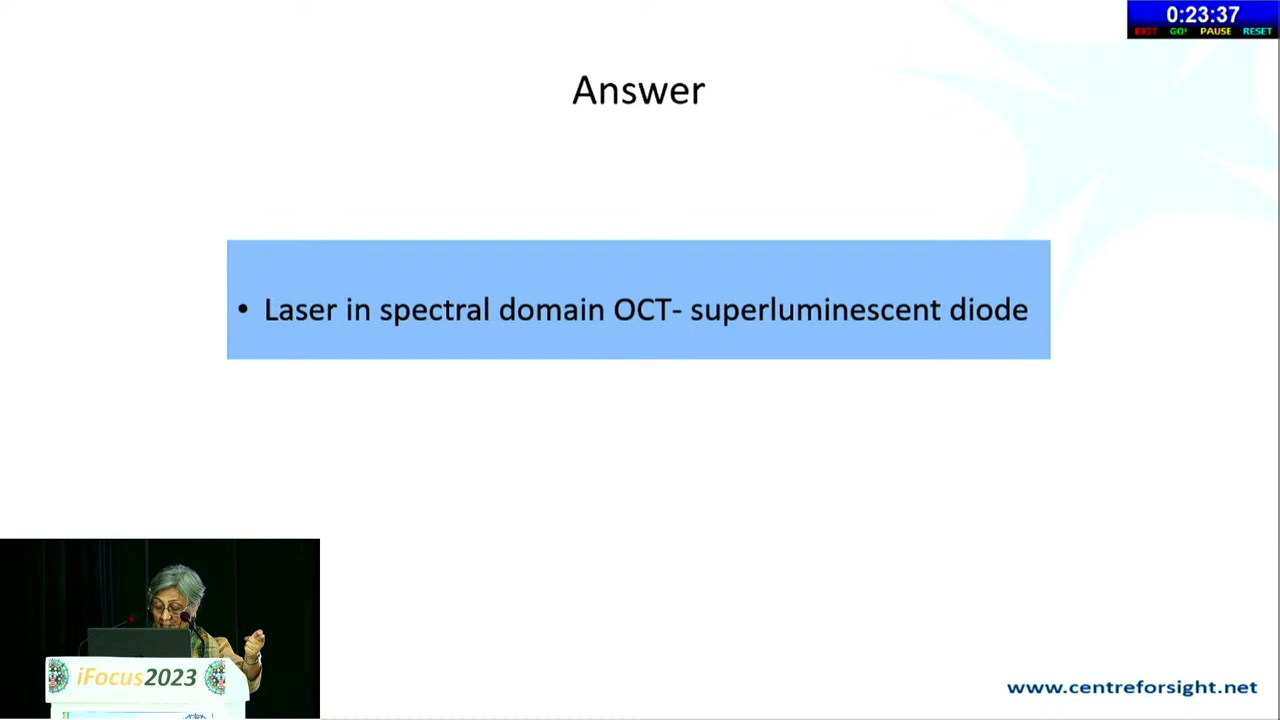 0:23:37
EXIT GO! PAUSE RESET
Answer
• Laser in spectral domain OCT- superluminescent diode
iFocus2023
www.centreforsight.net